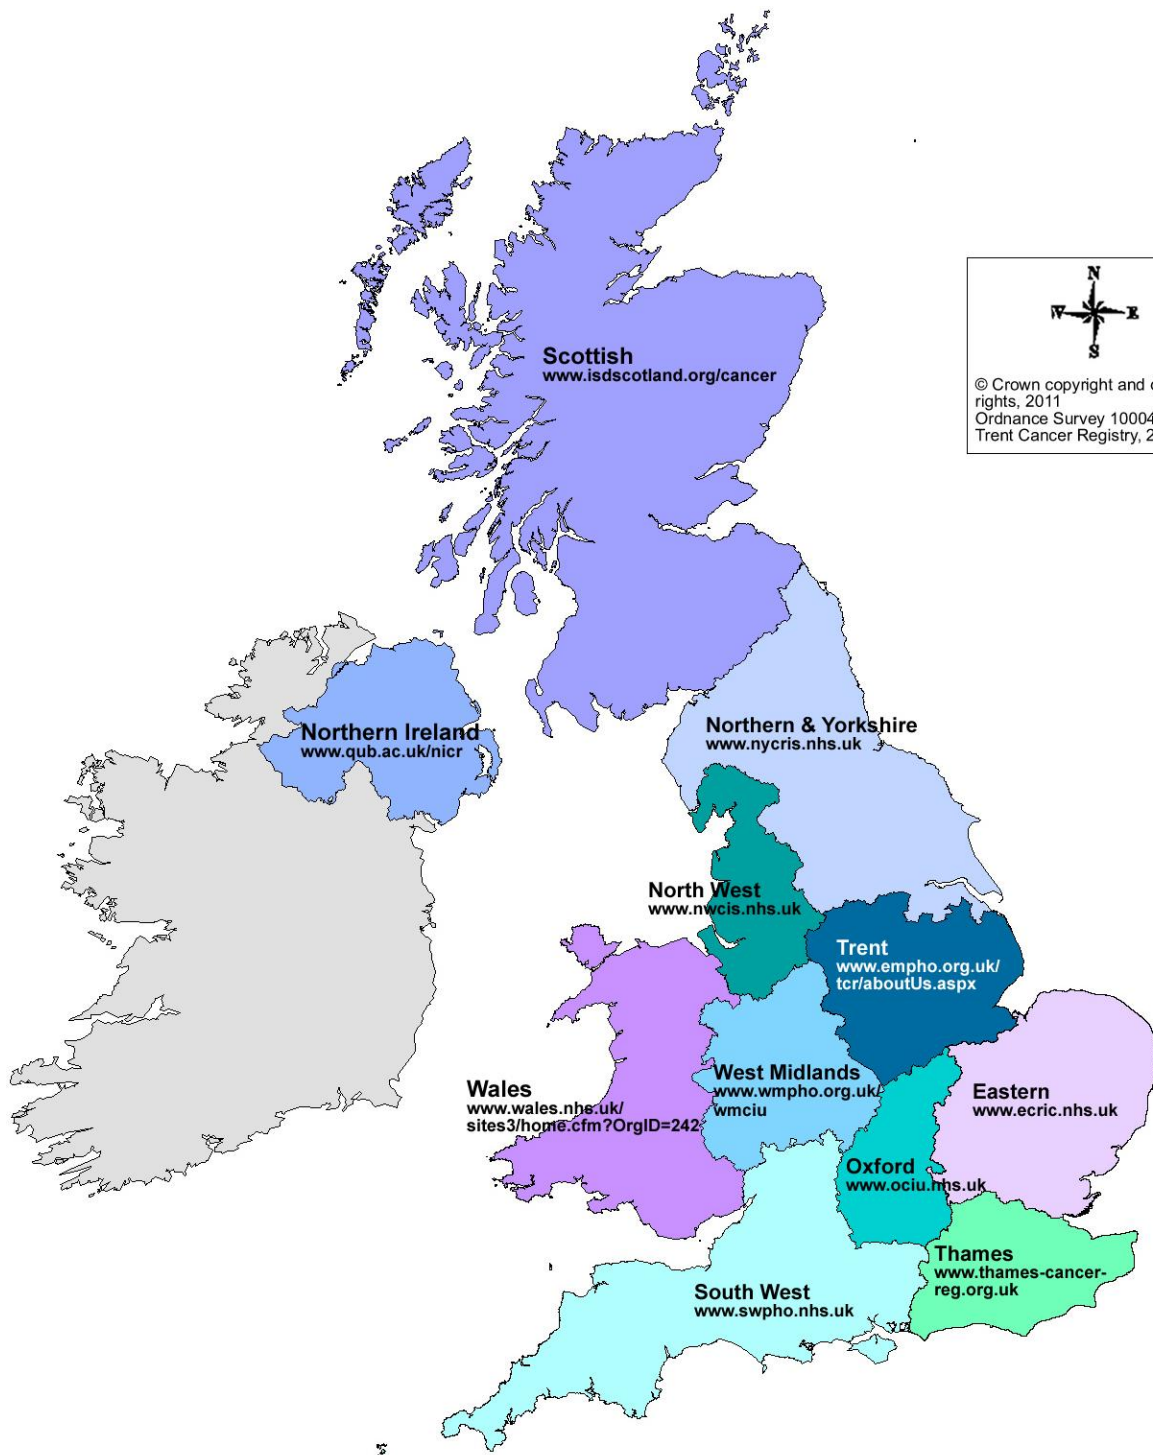 N
W E
S
© Crown copyright and
rights, 2011
Ordnance Survey 10004
Trent Cancer Registry, 2
Scottish
www.isdscotland.org/cancer
Northern Ireland
www.qub.ac.uk/nicr
Northern & Yorkshire
www.nycris.nhs.uk
North West
www.nwcis.nhs.uk
Trent
www.empho.org.uk/
tcr/aboutUs.aspx
West Midlands
www.wmpho.org.uk/
wmciu
Wales
www.wales.nhs.uk/
sites3/home.cfm?OrgID=242
Eastern
www.ecric.nhs.uk
Oxford
www.ociu.nhs.uk
Thames
www.thames-cancer-
reg.org.uk
South West
www.swpho.nhs.uk